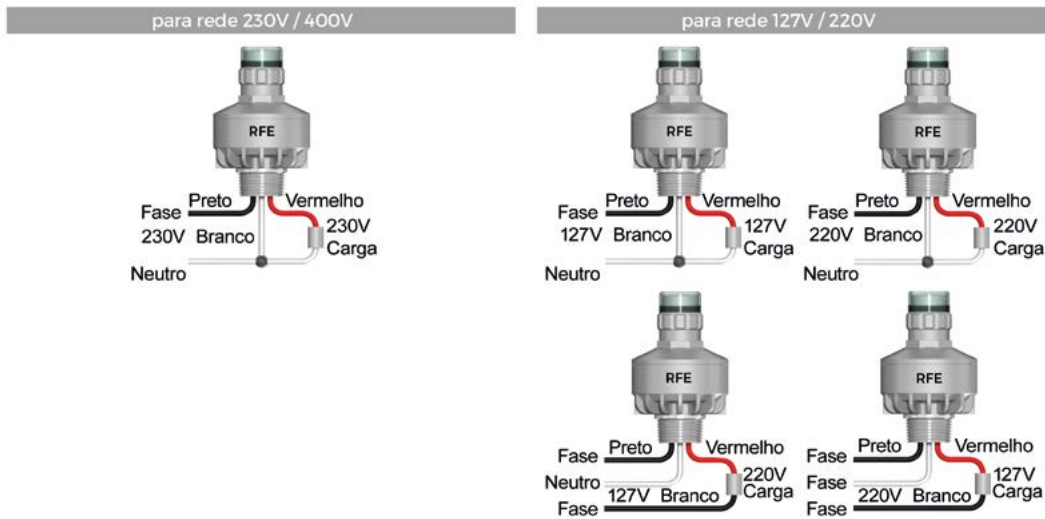 para rede 230V / 400V
RFE
Preto Vermelho
Fase 230V
230V Branco Carga
Neutro
para rede 127V / 220V
RFE
Preto Vermelho
Fase 127V
127V Branco Carga
Neutro
RFE
Preto Vermelho
Fase 220V
220V Branco Carga
Neutro
RFE
Preto Vermelho
Fase 220V
Neutro Carga
127V Branco
Fase
RFE
Preto Vermelho
Fase 127V
Fase Carga
220V Branco
Fase